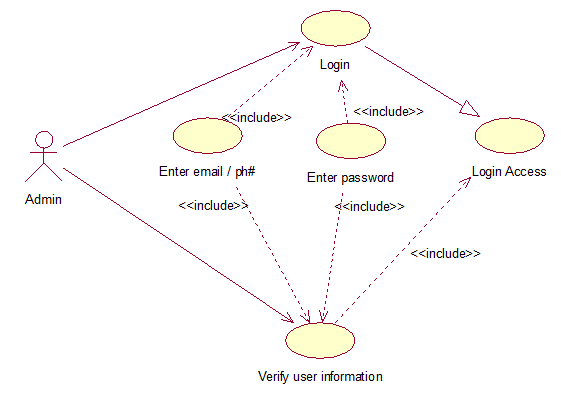 Login
<<include>>
<<include>>
Enter email / ph#
Enter password
Login Access
Admin
<<include>>
<<include>>
<<include>>
Verify user information